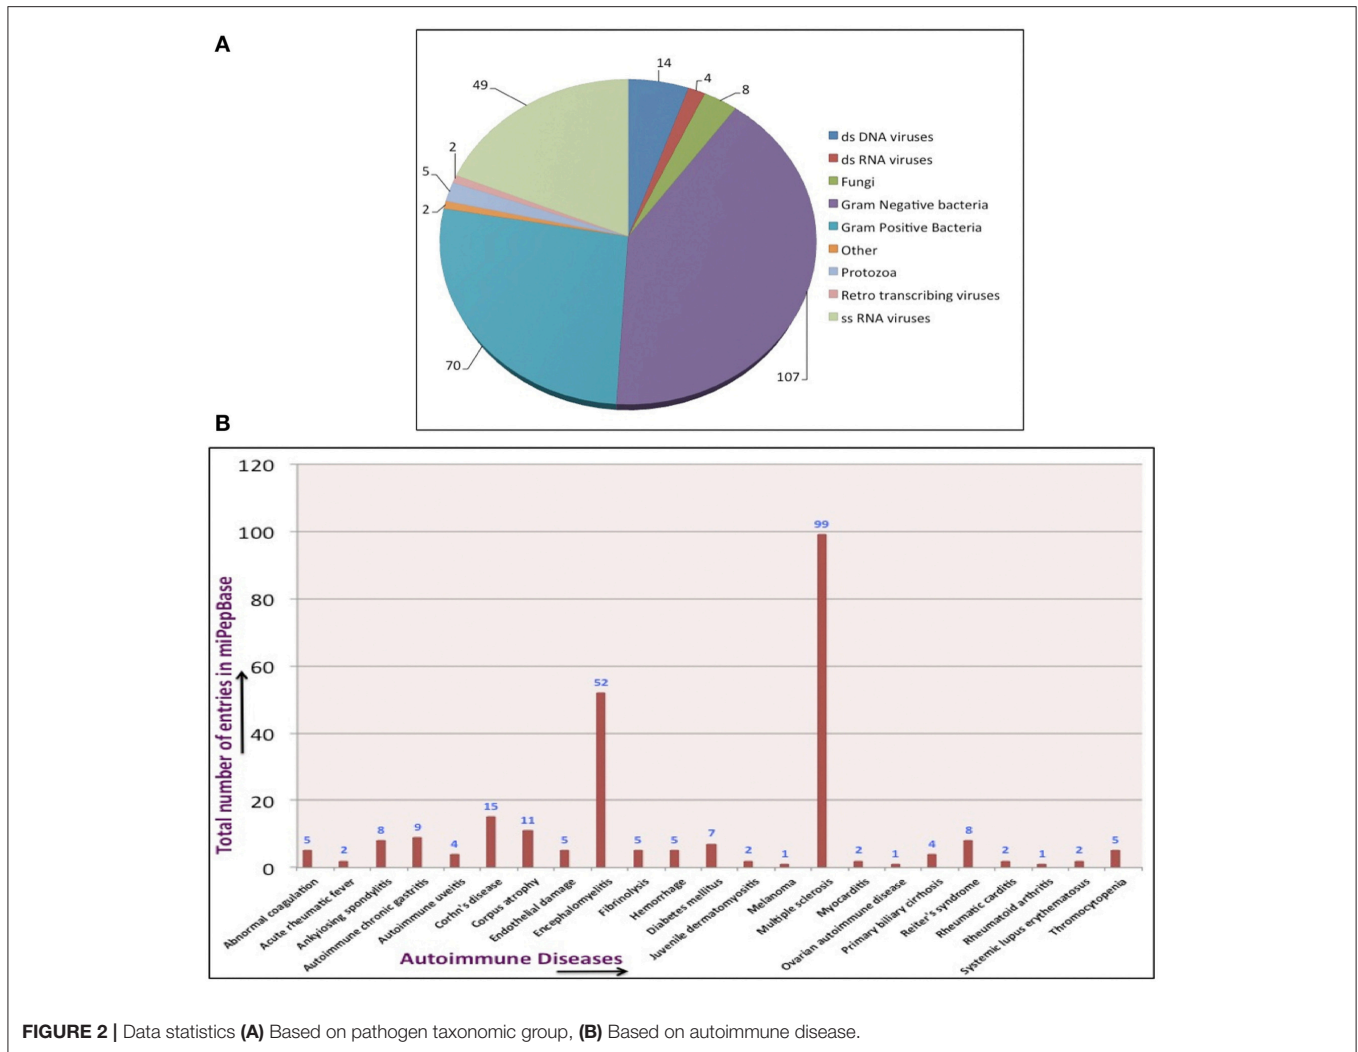 A
14
4
8
49
2
5
2
70
107
ds DNA viruses
ds RNA viruses
Fungi
Gram Negative bacteria
Gram Positive Bacteria
Other
Protozoa
Retro transcribing viruses
ss RNA viruses
B
Total number of entries in miPepBase
120
100
80
60
40
20
0
5
2
8
9
4
15
11
5
52
5
5
7
2
1
99
2
1
4
8
2
1
2
5
Abnormal coagulation
Acute rheumatic fever
Ankylosing spondylitis
Autoimmune chronic gastritis
Autoimmune uveitis
Corhn's disease
Corpus atrophy
Endothelial damage
Encephalomyelitis
Fibrinolysis
Hemorrhage
Diabetes mellitus
Juvenile dermatomyositis
Melanoma
Multiple sclerosis
Myocarditis
Ovarian autoimmune disease
Primary biliary cirrhosis
Reiter's syndrome
Rheumatic carditis
Rheumatoid arthritis
Systemic lupus erythematosus
Thromocytopenia
Autoimmune Diseases
FIGURE 2 | Data statistics (A) Based on pathogen taxonomic group, (B) Based on autoimmune disease.